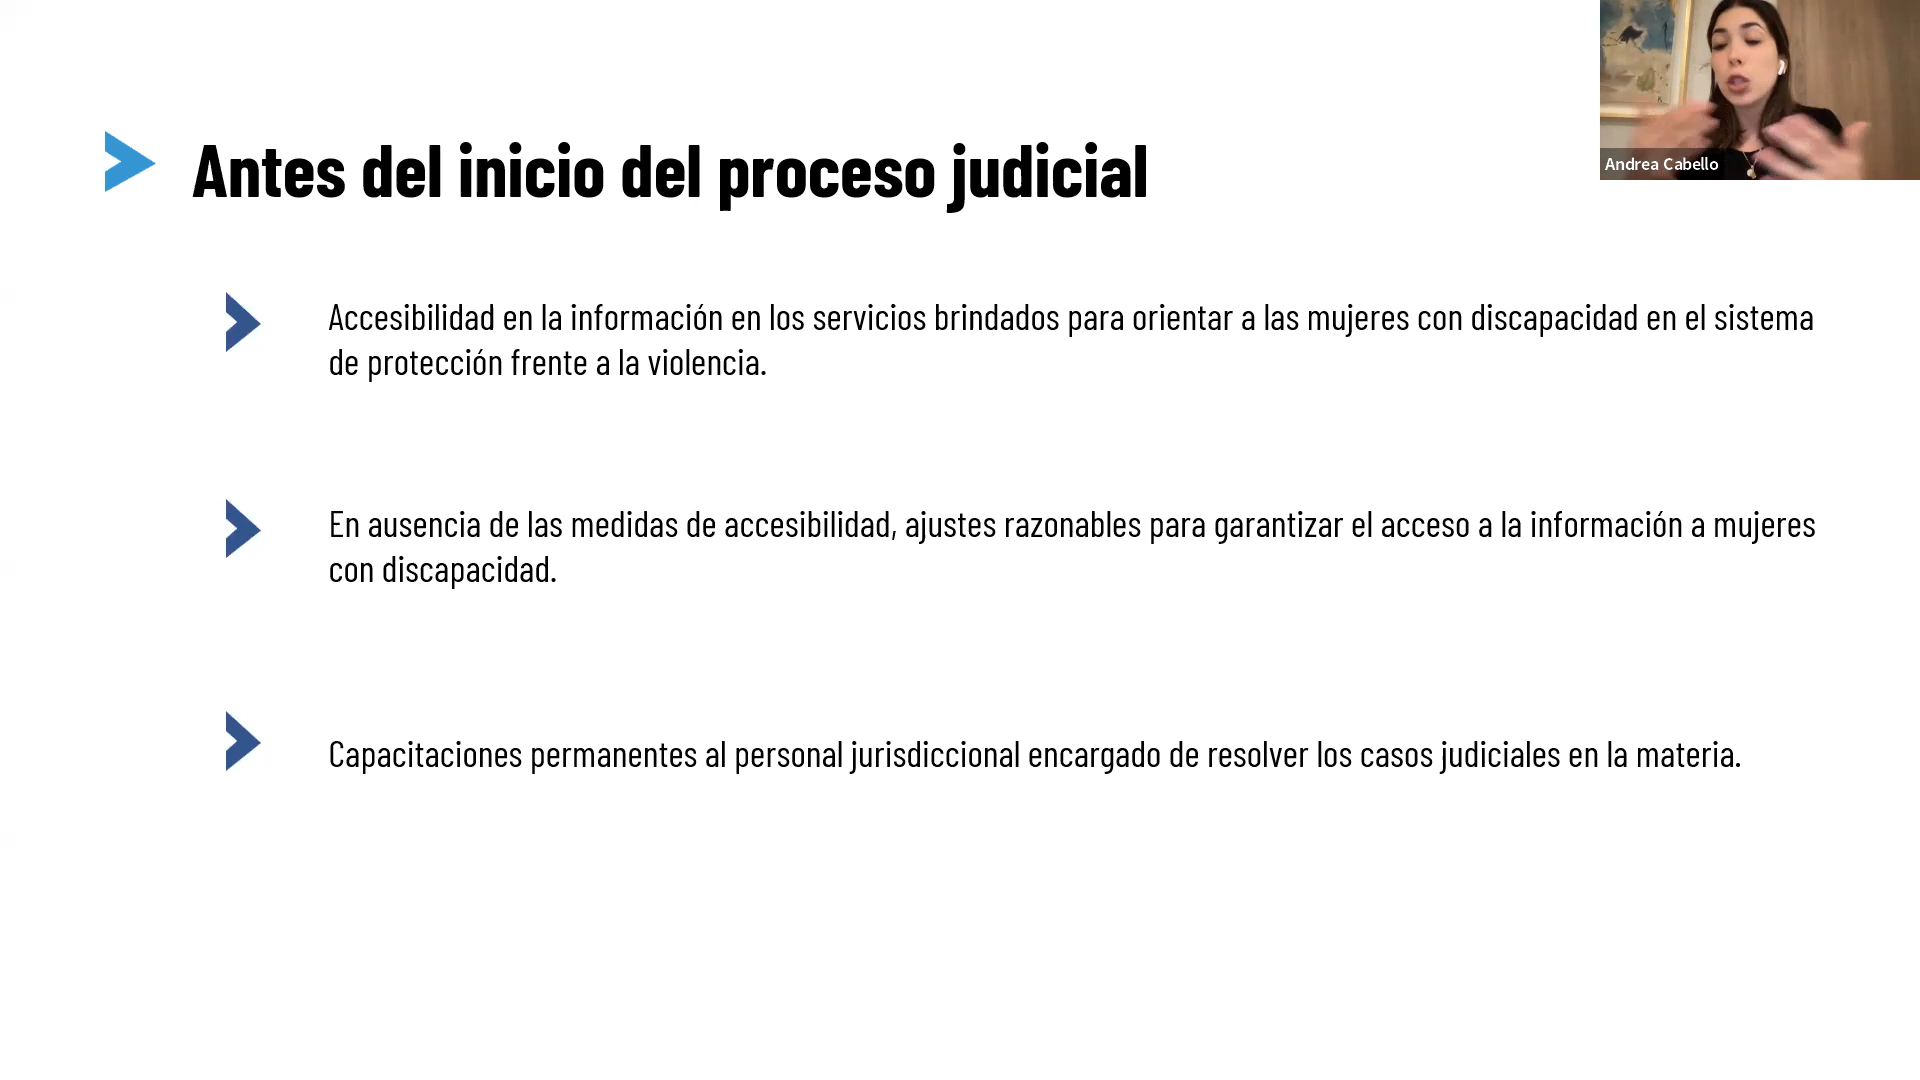 Antes del inicio del proceso judicial
Andrea Cabello
Accesibilidad en la información en los servicios brindados para orientar a las mujeres con discapacidad en el sistema
de protección frente a la violencia.
En ausencia de las medidas de accesibilidad, ajustes razonables para garantizar el acceso a la información a mujeres
con discapacidad.
Capacitaciones permanentes al personal jurisdiccional encargado de resolver los casos judiciales en la materia.